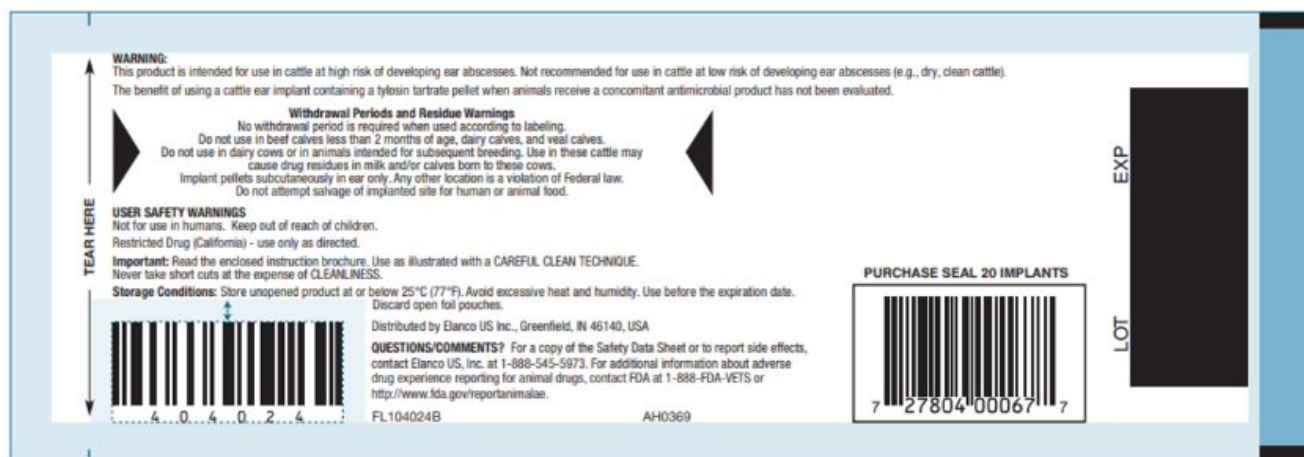 WARNING:
This product is intended for use in cattle at high risk of developing ear abscesses. Not recommended for use in cattle at low risk of developing ear abscesses (e.g., dry, clean cattle).
The benefit of using a cattle ear implant containing a tylosin tartrate pellet when animals receive a concomitant antimicrobial product has not been evaluated.
Withdrawal Periods and Residue Warnings
No withdrawal period is required when used according to labeling.
Do not use in beef calves less than 2 months of age, dairy calves, and veal calves.
Do not use in dairy cows or in animals intended for subsequent breeding. Use in these cattle may
cause drug residues in milk and/or calves born to these cows.
Implant pellets subcutaneously in ear only. Any other location is a violation of Federal law.
Do not attempt salvage of implanted site for human or animal food.
TEAR HERE
USER SAFETY WARNINGS
Not for use in humans. Keep out of reach of children.
Restricted Drug (California) - use only as directed.
Important: Read the enclosed instruction brochure. Use as illustrated with a CAREFUL CLEAN TECHNIQUE.
Never take short cuts at the expense of CLEANLINESS.
Storage Conditions: Store unopened product at or below 25°C (77°F). Avoid excessive heat and humidity. Use before the expiration date.
Discard open foil pouches.
Distributed by Elanco US Inc., Greenfield, IN 46140, USA
QUESTIONS/COMMENTS? For a copy of the Safety Data Sheet or to report side effects,
contact Elanco US, Inc. at 1-888-545-5973. For additional information about adverse
drug experience reporting for animal drugs, contact FDA at 1-888-FDA-VETS or
http://www.fda.gov/reportanimalae.
4 0 4 0 2 4
FL104024B
AH0369
PURCHASE SEAL 20 IMPLANTS
7 27804 00067 7
EXP
LOT